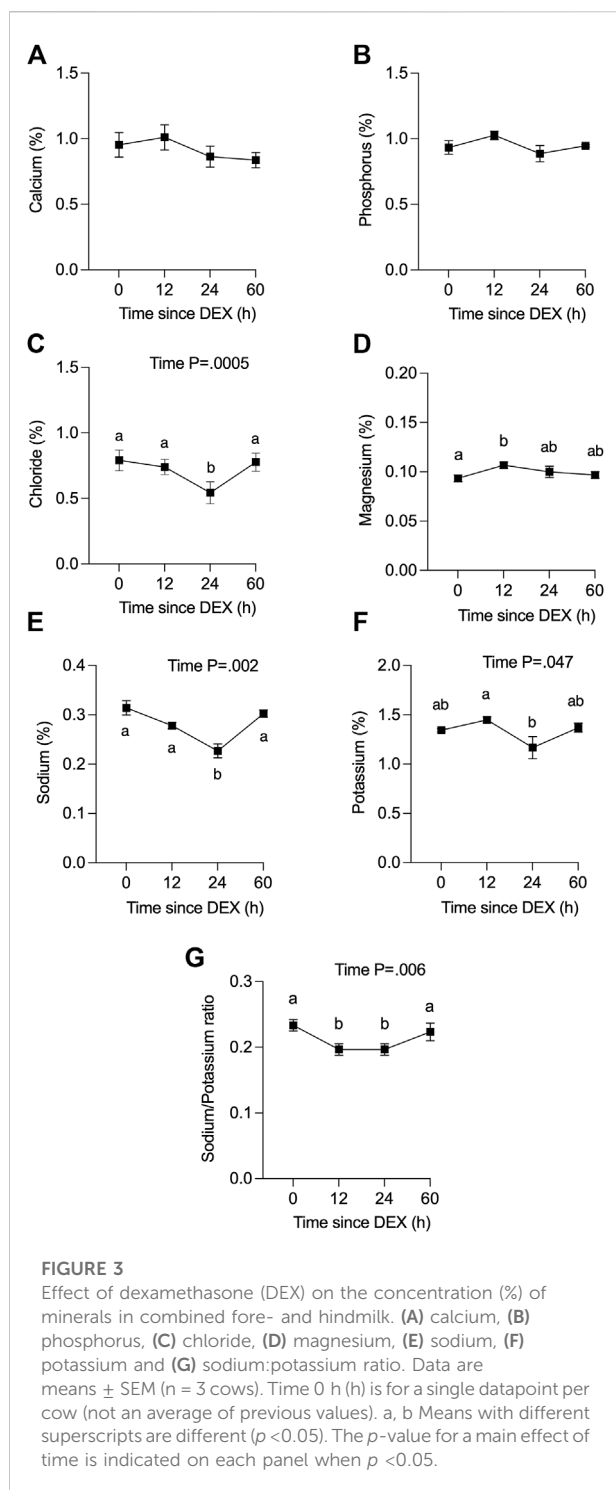 A
1.5
1.0
0.5
0.0
Calcium (%)
0 12 24 60
Time since DEX (h)
B
1.5
1.0
0.5
0.0
Phosphorus (%)
0 12 24 60
Time since DEX (h)
C
Time P=.0005
1.5
1.0
0.5
0.0
Chloride (%)
a a b a
0 12 24 60
Time since DEX (h)
D
0.20
0.15
0.10
0.05
0.00
Magnesium (%)
a b ab ab
0 12 24 60
Time since DEX (h)
E
Time P=.002
0.4
0.3
0.2
0.1
0.0
Sodium (%)
a a b a
0 12 24 60
Time since DEX (h)
F
Time P=.047
2.0
1.5
1.0
0.5
0.0
Potassium (%)
ab a b ab
0 12 24 60
Time since DEX (h)
G
Time P=.006
0.3
0.2
0.1
0.0
Sodium/Potassium ratio
a b b a
0 12 24 60
Time since DEX (h)
FIGURE 3
Effect of dexamethasone (DEX) on the concentration (%) of
minerals in combined fore- and hindmilk. (A) calcium, (B)
phosphorus, (C) chloride, (D) magnesium, (E) sodium, (F)
potassium and (G) sodium:potassium ratio. Data are
means ± SEM (n = 3 cows). Time 0 h (h) is for a single datapoint per
cow (not an average of previous values). a, b Means with different
superscripts are different (p <0.05). The p-value for a main effect of
time is indicated on each panel when p <0.05.